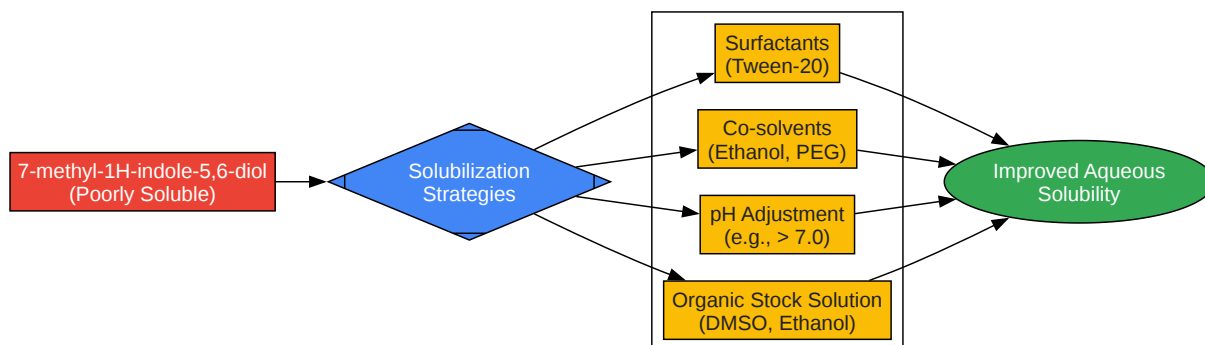 7-methyl-1H-indole-5,6-diol
(Poorly Soluble)
Solubilization
Strategies
Surfactants
(Tween-20)
Co-solvents
(Ethanol, PEG)
pH Adjustment
(e.g., > 7.0)
Organic Stock Solution
(DMSO, Ethanol)
Improved Aqueous
Solubility